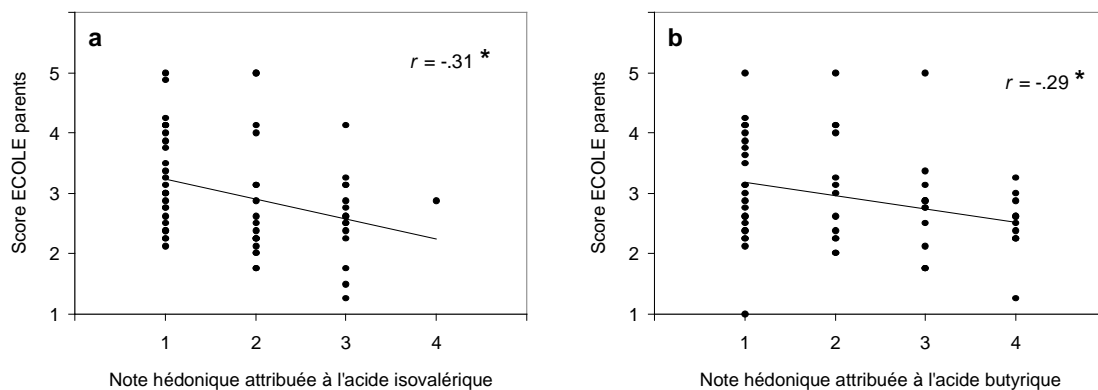 a
r = -.31 *
5
4
3
2
1
Score ECOLE parents
1 2 3 4
Note hédonique attribuée à l'acide isovalérique
b
r = -.29 *
5
4
3
2
1
Score ECOLE parents
1 2 3 4
Note hédonique attribuée à l'acide butyrique